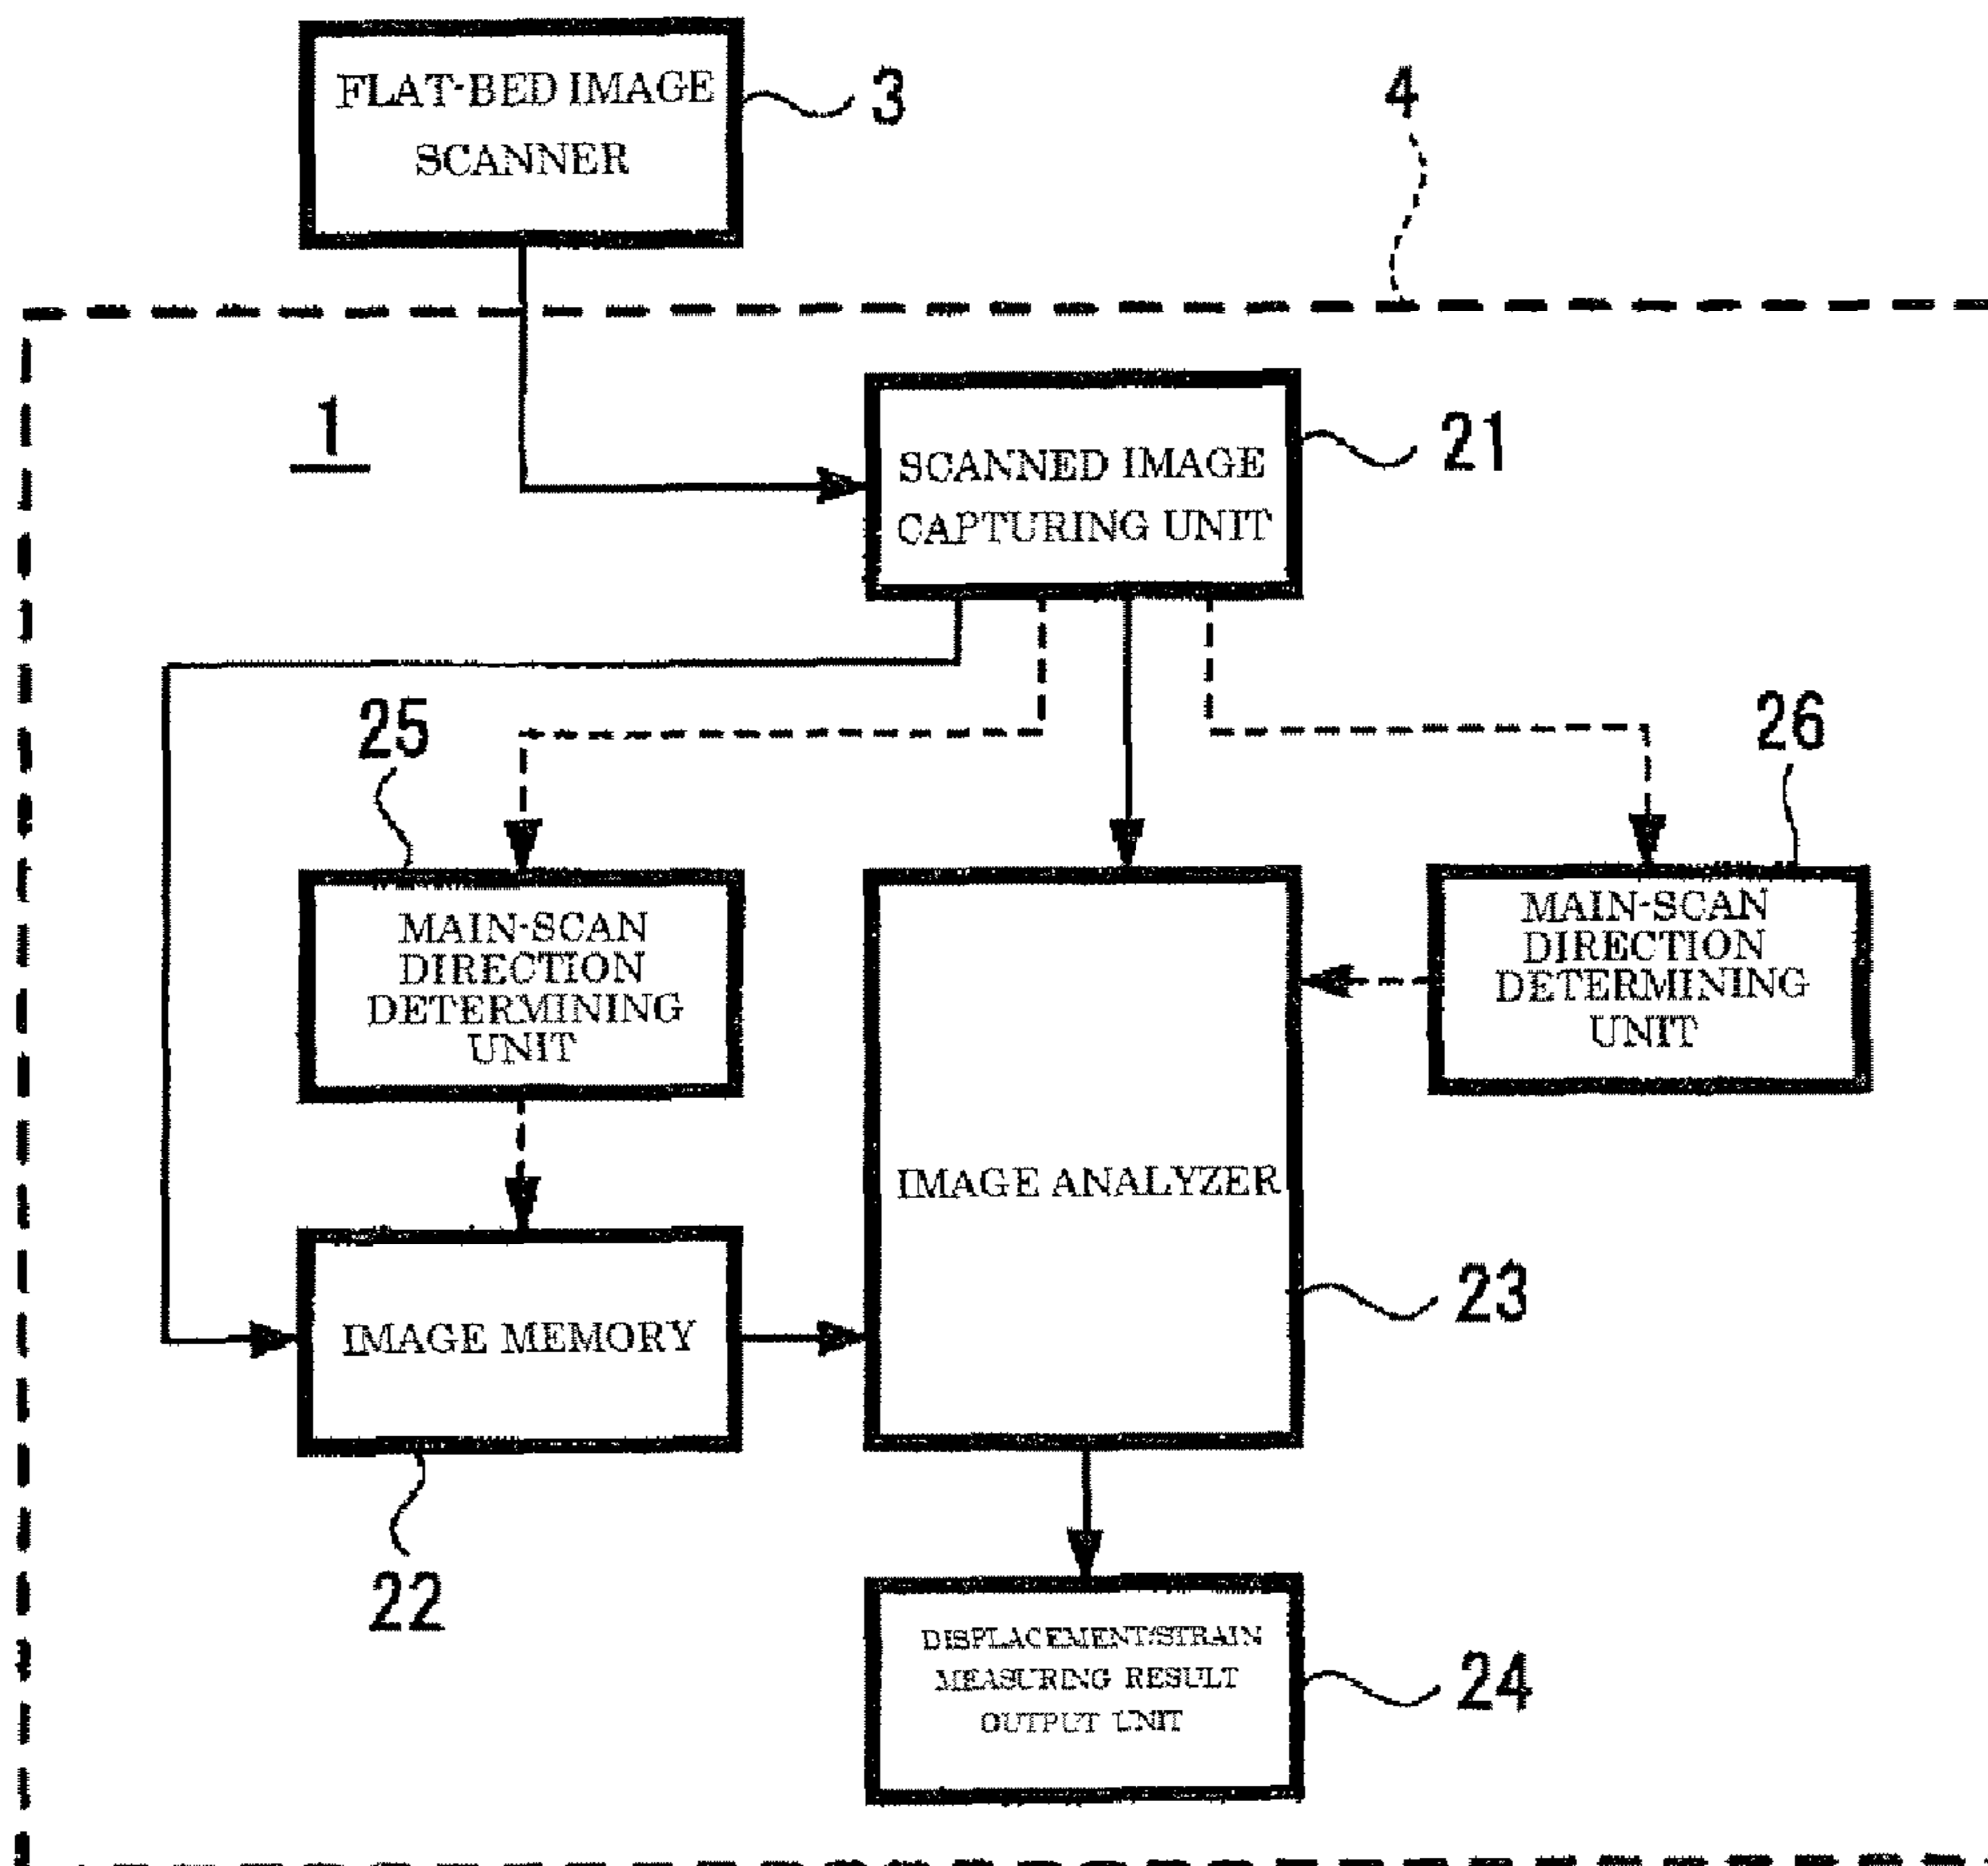 FLAT-BED IMAGE
SCANNER
3
4
1
SCANNED IMAGE
CAPTURING UNIT
21
25
26
MAIN-SCAN
DIRECTION
DETERMINING
UNIT
MAIN-SCAN
DIRECTION
DETERMINING
UNIT
IMAGE ANALYZER
23
IMAGE MEMORY
22
DISPLACEMENT/STRAIN
MEASURING RESULT
OUTPUT UNIT
24